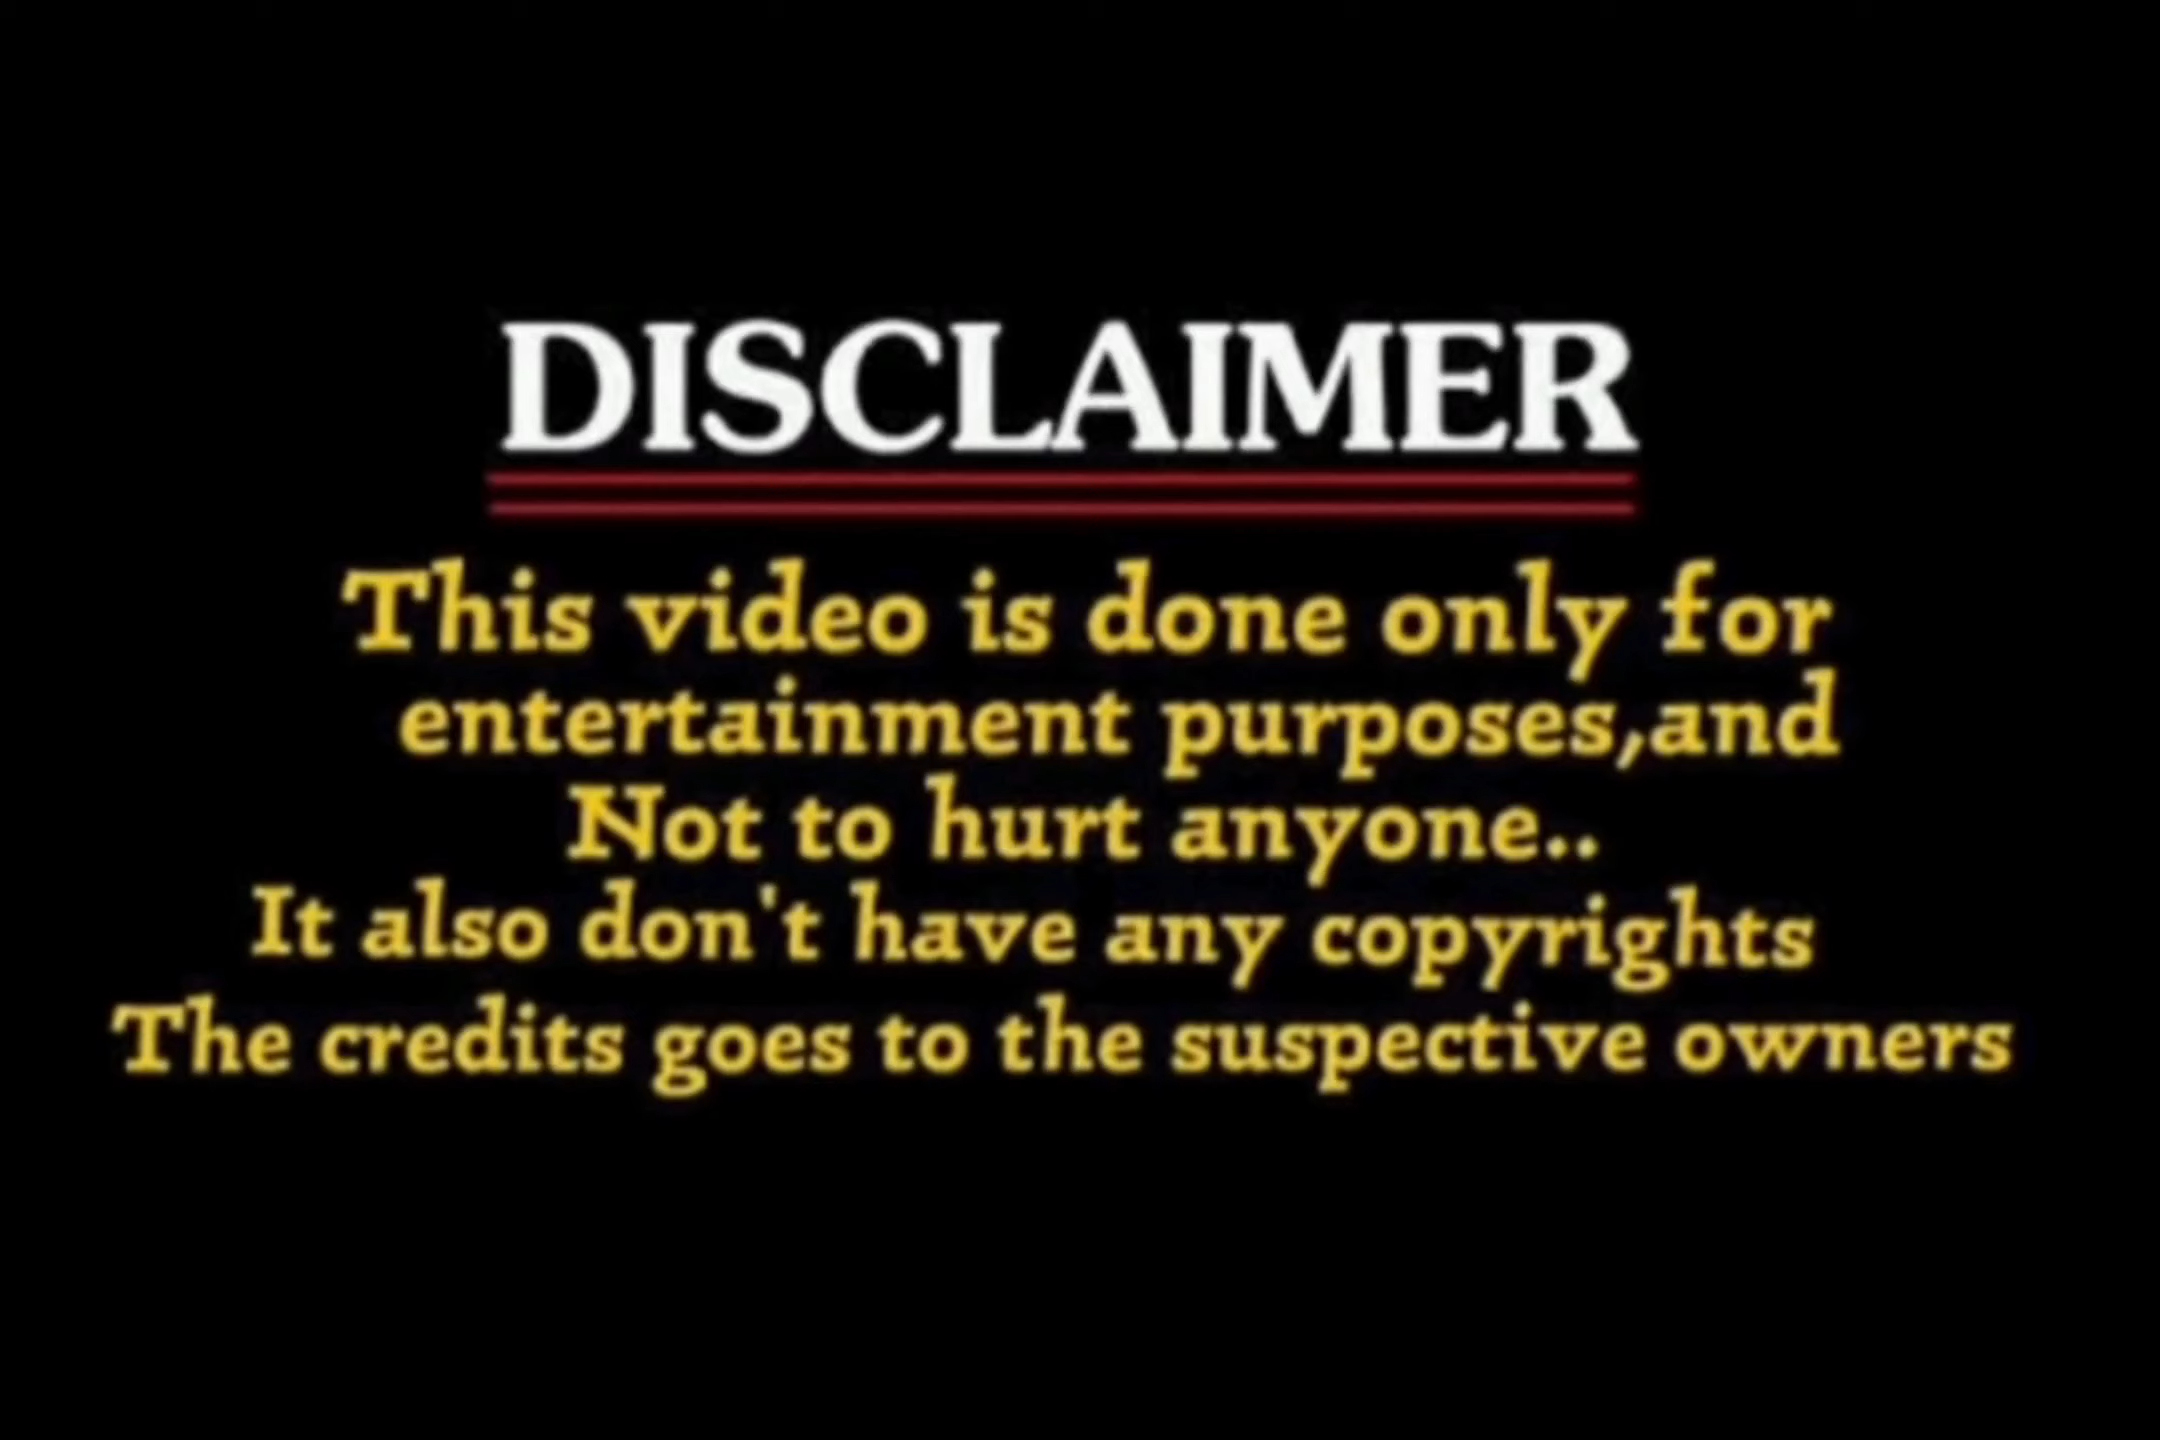 DISCLAIMER
This video is done only for
entertainment purposes,and
Not to hurt anyone..
It also don't have any copyrights
The credits goes to the suspective owners